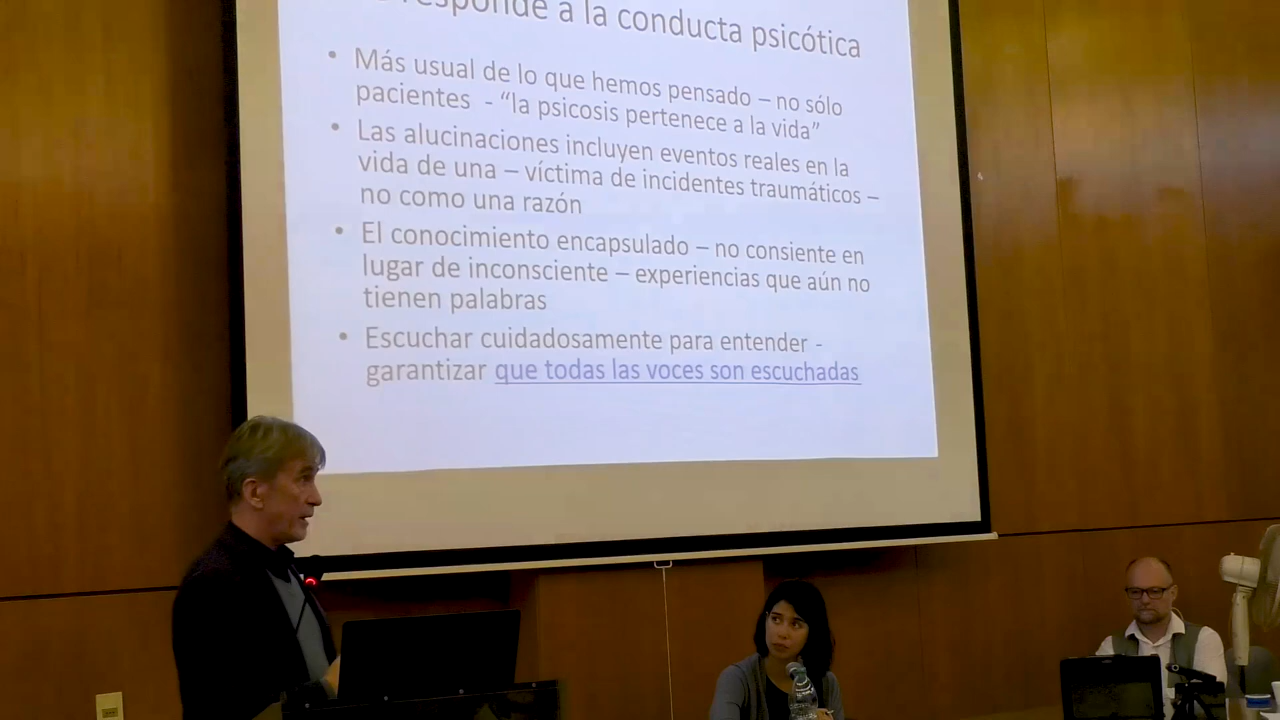 responde a la conducta psicótica
• Más usual de lo que hemos pensado – no sólo
pacientes - “la psicosis pertenece a la vida”
• Las alucinaciones incluyen eventos reales en la
vida de una – víctima de incidentes traumáticos –
no como una razón
• El conocimiento encapsulado – no consiente en
lugar de inconsciente – experiencias que aún no
tienen palabras
• Escuchar cuidadosamente para entender -
garantizar que todas las voces son escuchadas